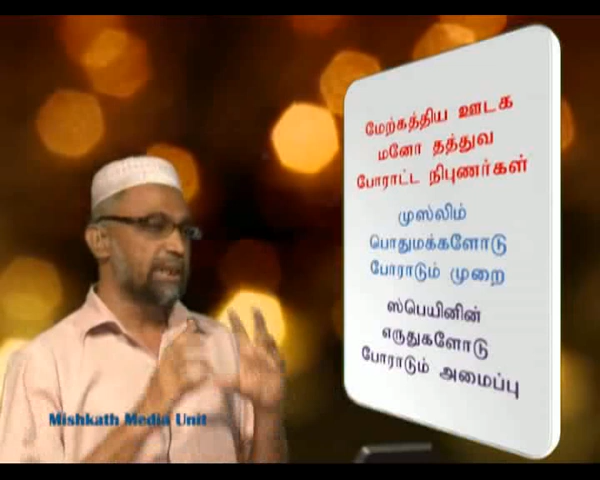 மேற்கத்திய ஊடக
மனோ தத்துவ
போராட்ட நிபுணர்கள்
முஸ்லிம்
பொதுமக்களோடு
போராடும் முறை
ஸ்பெயினின்
எருதுகளோடு
போராடும் அமைப்பு
Mishkath Media Unit